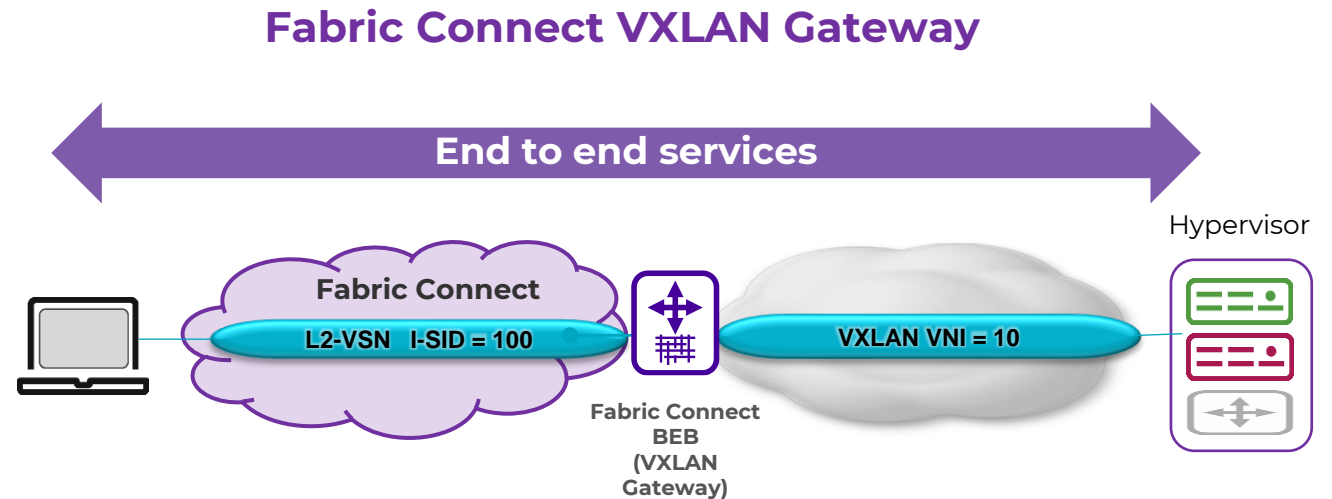 Fabric Connect VXLAN Gateway
End to end services
Hypervisor
Fabric Connect
L2-VSN I-SID = 100
VXLAN VNI = 10
Fabric Connect
BEB
(VXLAN
Gateway)